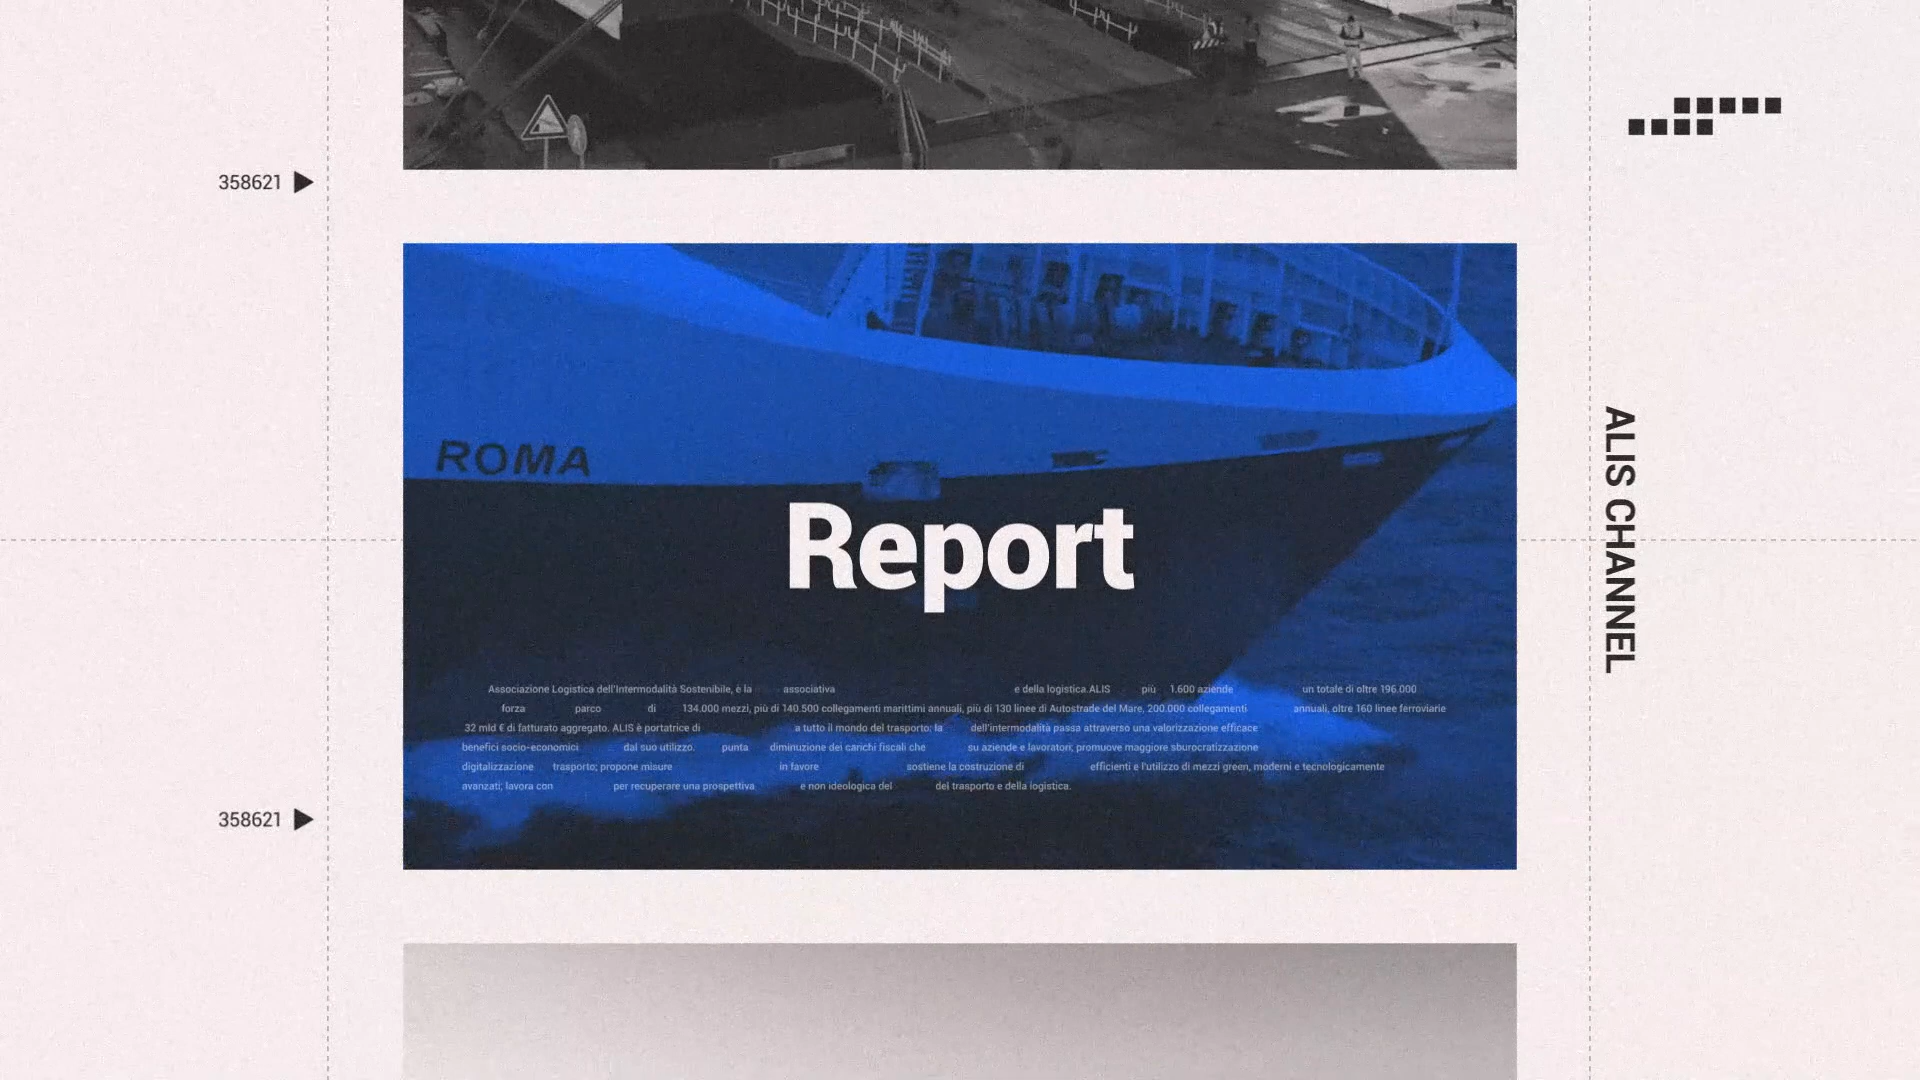 358621
ROMA
Report
ALIS CHANNEL
Associazione Logistica dell'Intermodalità Sostenibile, è la associativa e della logistica.ALIS più 1.600 aziende un totale di oltre 196.000
forza parco di 134.000 mezzi, più di 140.500 collegamenti marittimi annuali, più di 130 linee di Autostrade del Mare, 200.000 collegamenti annuali, oltre 160 linee ferroviarie
32 mld € di fatturato aggregato. ALIS è portatrice di a tutto il mondo del trasporto: la dell'intermodalità passa attraverso una valorizzazione efficace
benefici socio-economici dal suo utilizzo. punta diminuzione dei carichi fiscali che su aziende e lavoratori; promuove maggiore sburocratizzazione
digitalizzazione trasporto; propone misure in favore sostiene la costruzione di efficienti e l'utilizzo di mezzi green, moderni e tecnologicamente
avanzati; lavora con per recuperare una prospettiva e non ideologica del del trasporto e della logistica.
358621